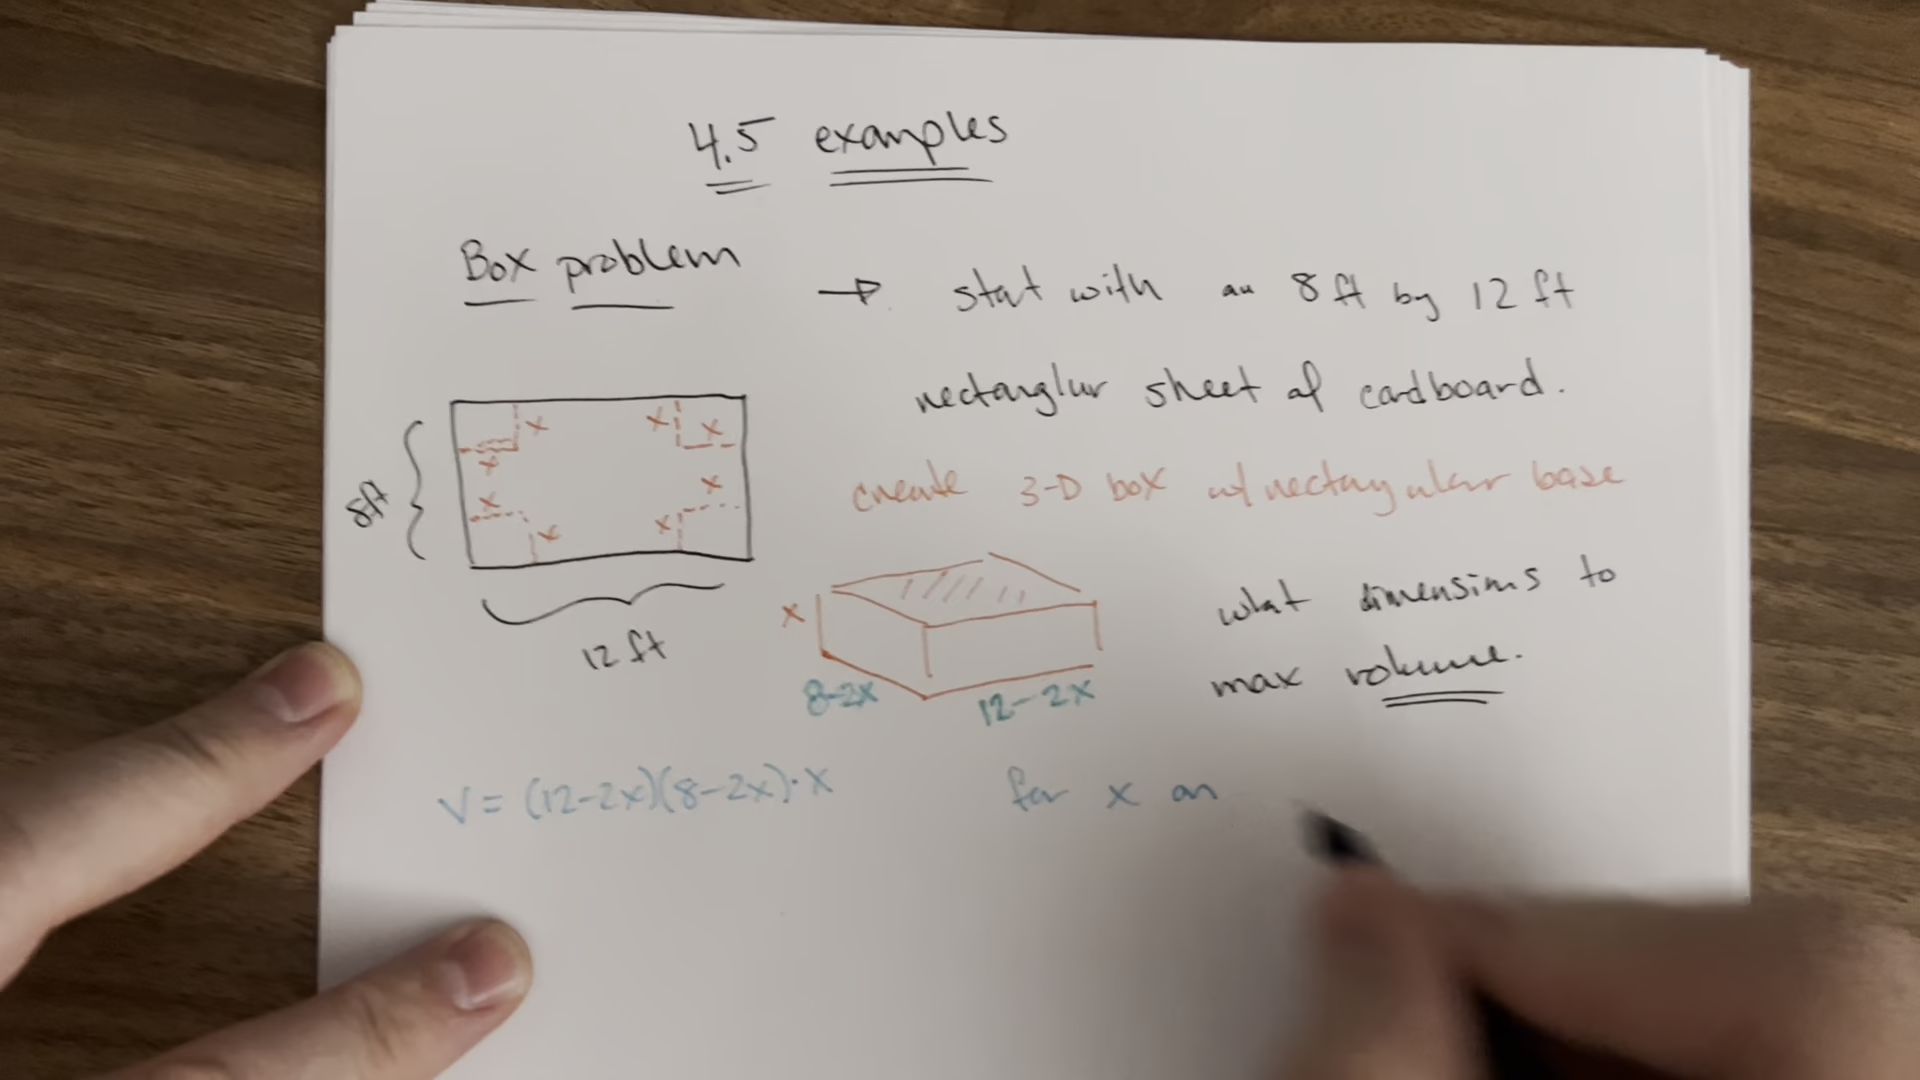 4.5 examples
Box problem
→ stat with an 8 ft by 12 ft
rectanglur sheet of cardboard.
create 3-D box w/ rectangular base
x
x
x
x
x
x
x
x
8ft
12 ft
x
8-2x
12-2x
what dimensions to
max volume.
V = (12-2x)(8-2x)·x
for x on